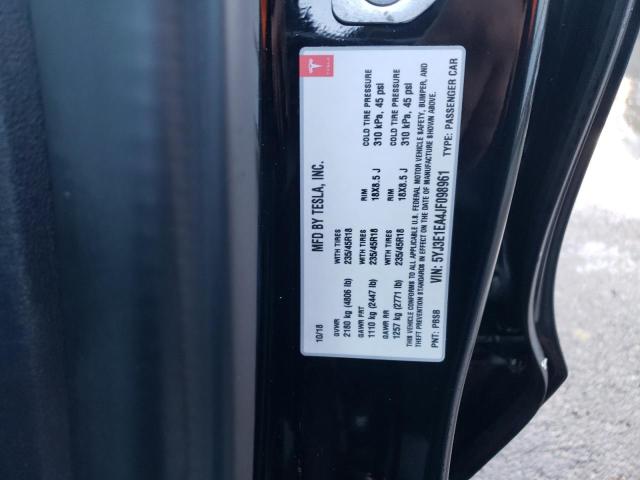 TESLA
10/18 MFD BY TESLA, INC.
GVWR WITH TIRES RIM COLD TIRE PRESSURE
2180 kg (4806 lb) 235/45R18 18X8.5 J 310 kPa, 45 psi
GAWR FRT
1110 kg (2447 lb) 235/45R18
GAWR RR WITH TIRES RIM COLD TIRE PRESSURE
1257 kg (2771 lb) 235/45R18 18X8.5 J 310 kPa, 45 psi
THIS VEHICLE CONFORMS TO ALL APPLICABLE U.S. FEDERAL MOTOR VEHICLE SAFETY, BUMPER, AND
THEFT PREVENTION STANDARDS IN EFFECT ON THE DATE OF MANUFACTURE SHOWN ABOVE.
VIN: 5YJ3E1EA4JF098961
PNT: PBSB TYPE: PASSENGER CAR